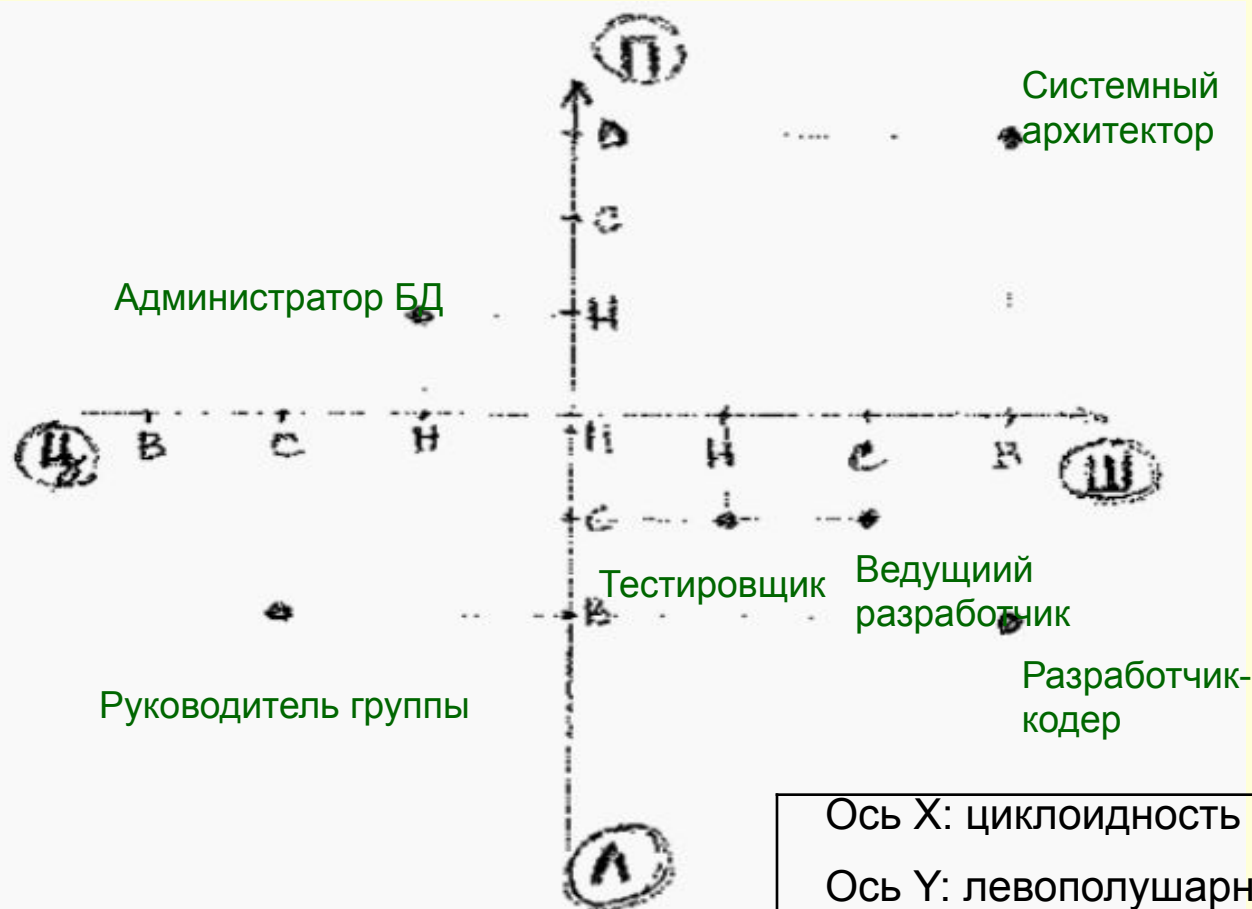 П
Системный
архитектор
В
С
Администратор БД
Н
Ц
В
С
Н
Н
Н
С
В
Ш
С
Тестировщик
Ведущиий
разработчик
В
Руководитель группы
Разработчик-
кодер
Л
Ось X: циклоидность
Ось Y: левополушарн